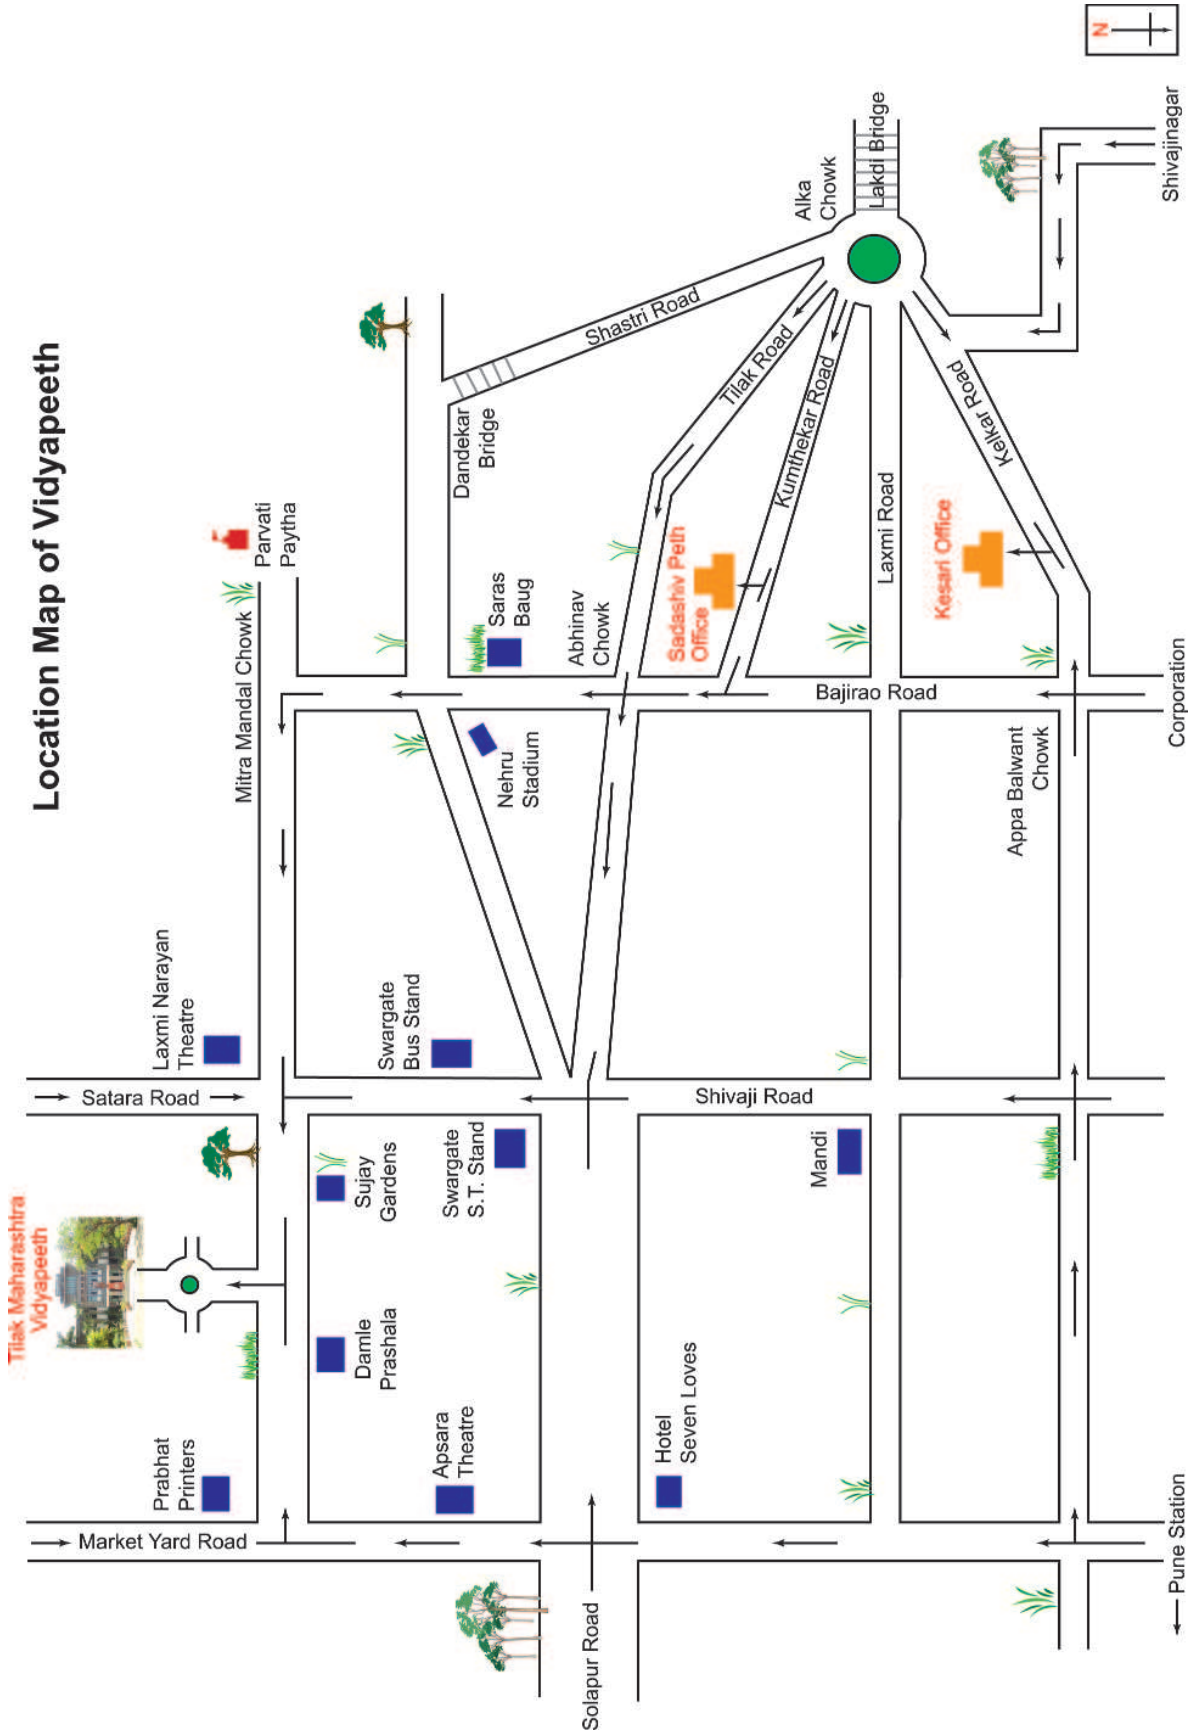 Location Map of Vidyapeeth
N
Tilak Maharashtra
Vidyapeeth
Prabhat
Printers
Laxmi Narayan
Theatre
Satara Road
Market Yard Road
Mitra Mandal Chowk
Parvati
Paytha
Damle
Prashala
Sujay
Gardens
Apsara
Theatre
Swargate
S.T. Stand
Swargate
Bus Stand
Nehru
Stadium
Saras
Baug
Dandekar
Bridge
Shastri Road
Abhinav
Chowk
Solapur Road
Hotel
Seven Loves
Mandi
Shivaji Road
Bajirao Road
Sadashiv Peth
Office
Tilak Road
Kumthekar Road
Laxmi Road
Kelkar Road
Alka
Chowk
Lakdi Bridge
Kesari Office
Appa Balwant
Chowk
Pune Station
Corporation
Shivajinagar